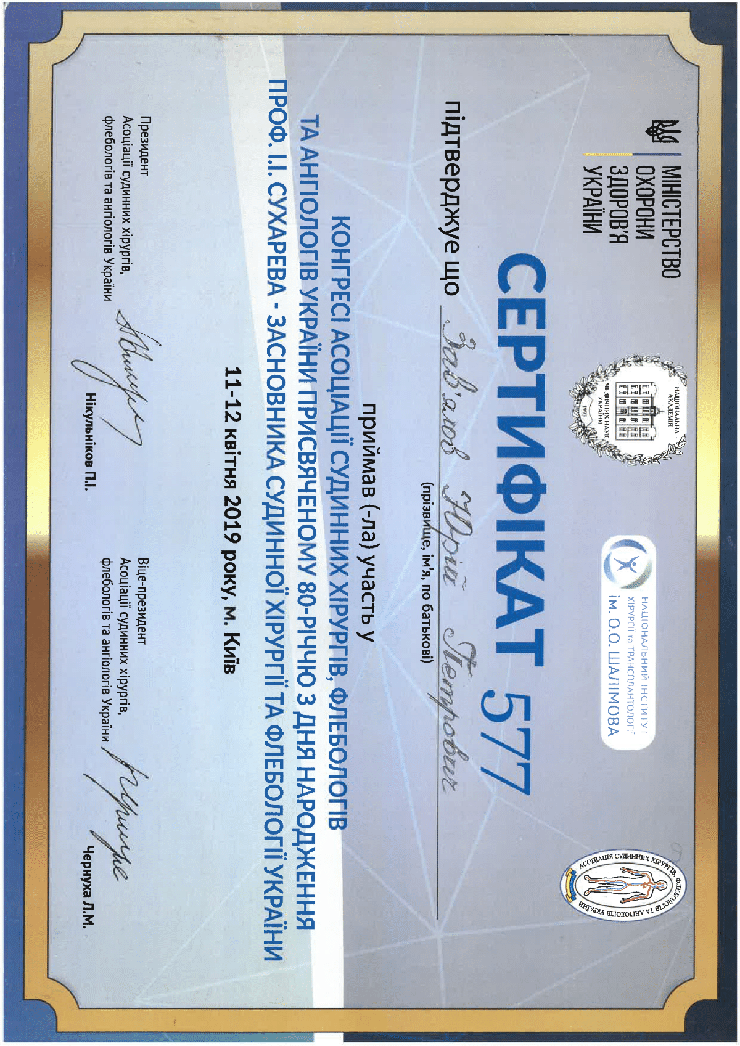 МІНІСТЕРСТВО
ОХОРОНИ
ЗДОРОВ'Я
УКРАЇНИ
НАЦІОНАЛЬНА
АКАДЕМІЯ
МЕДИЧНИХ НАУК
УКРАЇНИ
1993
НАЦІОНАЛЬНИЙ ІНСТИТУТ
ХІРУРГІЇ та ТРАНСПЛАНТОЛОГІЇ
ім. О.О. ШАЛІМОВА
АСОЦІАЦІЯ СУДИННИХ ХІРУРГІВ, ФЛЕБОЛОГІВ ТА АНГІОЛОГІВ УКРАЇНИ
СЕРТИФІКАТ 577
підтверджує що Зав'ялов Юрій Петрович
(прізвище, ім'я, по батькові)
приймав (-ла) участь у
КОНГРЕСІ АСОЦІАЦІЇ СУДИННИХ ХІРУРГІВ, ФЛЕБОЛОГІВ
ТА АНГІОЛОГІВ УКРАЇНИ ПРИСВЯЧЕНОМУ 80-РІЧЧЮ З ДНЯ НАРОДЖЕННЯ
ПРОФ. І.І. СУХАРЕВА - ЗАСНОВНИКА СУДИННОЇ ХІРУРГІЇ ТА ФЛЕБОЛОГІЇ УКРАЇНИ
11-12 квітня 2019 року, м. Київ
Президент
Асоціації судинних хірургів,
флебологів та ангіологів України
Нікульніков П.І.
Віце-президент
Асоціації судинних хірургів,
флебологів та ангіологів України
Чернуха Л.М.